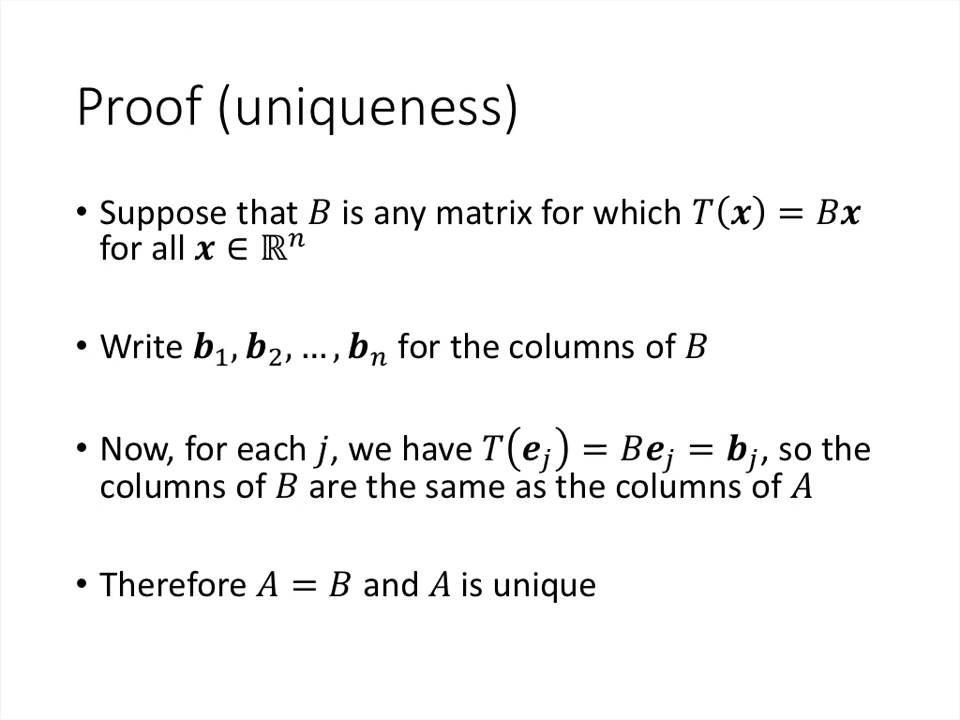 Proof (uniqueness)
• Suppose that 𝐵 is any matrix for which 𝑇(𝒙) = 𝐵𝒙
for all 𝒙 ∈ ℝⁿ
• Write 𝒃₁, 𝒃₂, … , 𝒃ₙ for the columns of 𝐵
• Now, for each 𝑗, we have 𝑇(𝒆ⱼ) = 𝐵𝒆ⱼ = 𝒃ⱼ, so the
columns of 𝐵 are the same as the columns of 𝐴
• Therefore 𝐴 = 𝐵 and 𝐴 is unique